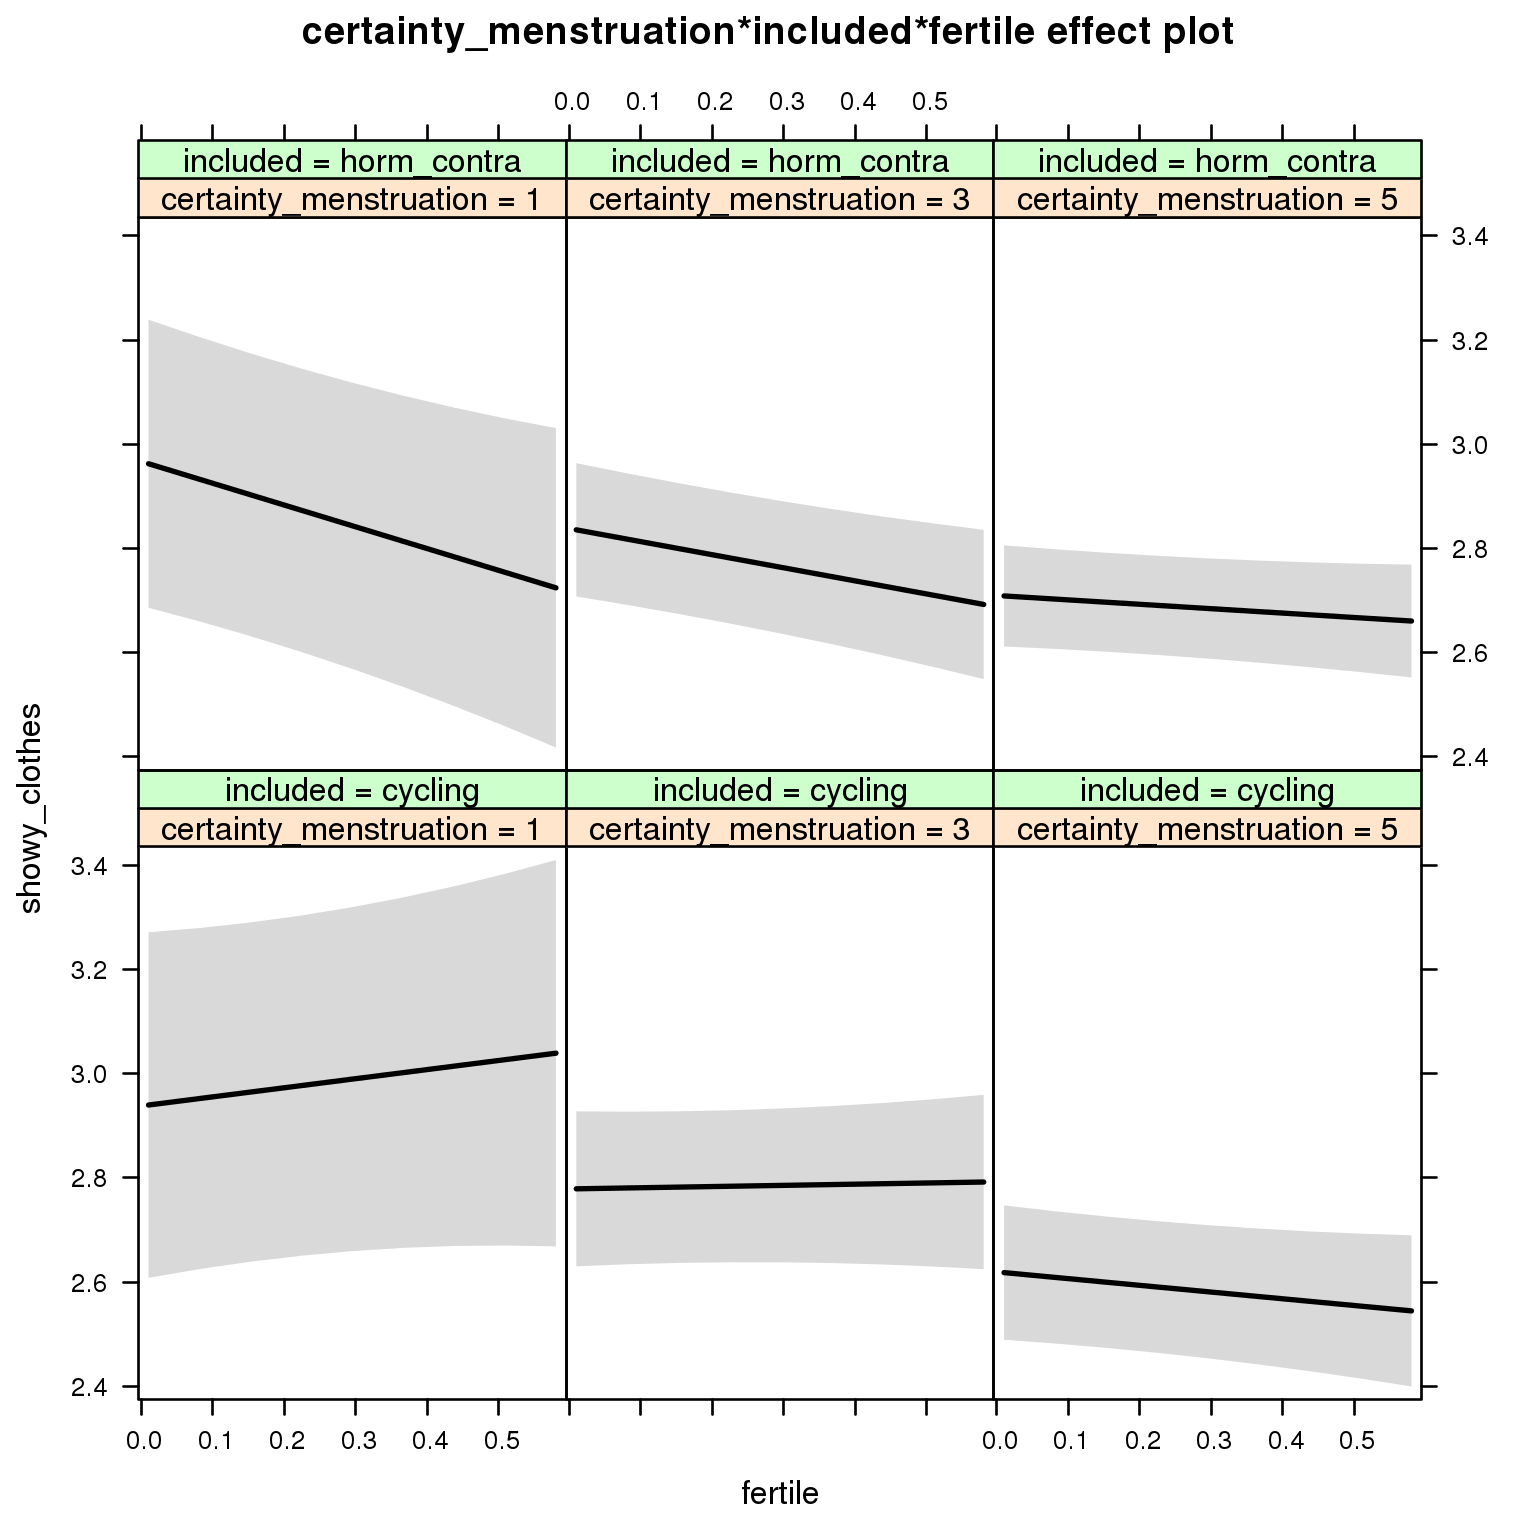 certainty_menstruation*included*fertile effect plot
0.0 0.1 0.2 0.3 0.4 0.5
included = horm_contra included = horm_contra included = horm_contra
certainty_menstruation = 1 certainty_menstruation = 3 certainty_menstruation = 5
3.4
3.2
3.0
2.8
2.6
2.4
showy_clothes
included = cycling included = cycling included = cycling
certainty_menstruation = 1 certainty_menstruation = 3 certainty_menstruation = 5
3.4
3.2
3.0
2.8
2.6
2.4
0.0 0.1 0.2 0.3 0.4 0.5 0.0 0.1 0.2 0.3 0.4 0.5
fertile